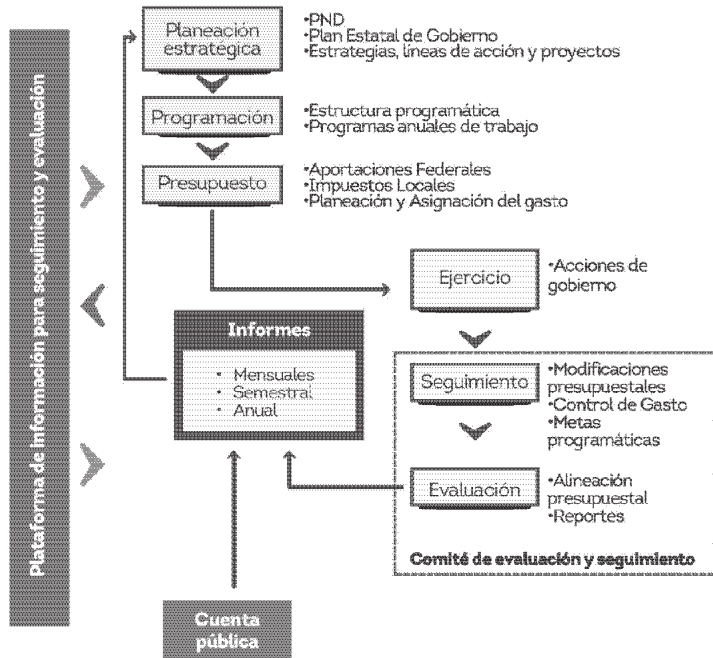 Plataforma de información para seguimiento y evaluación
Planeación
estratégica
•PND
•Plan Estatal de Gobierno
•Estrategias, líneas de acción y proyectos
Programación
•Estructura programática
•Programas anuales de trabajo
Presupuesto
•Aportaciones Federales
•Impuestos Locales
•Planeación y Asignación del gasto
Ejercicio
•Acciones de
gobierno
Informes
• Mensuales
• Semestral
• Anual
Seguimiento
•Modificaciones
presupuestales
•Control de Gasto
•Metas
programáticas
Evaluación
•Alineación
presupuestal
•Reportes
Comité de evaluación y seguimiento
Cuenta
pública